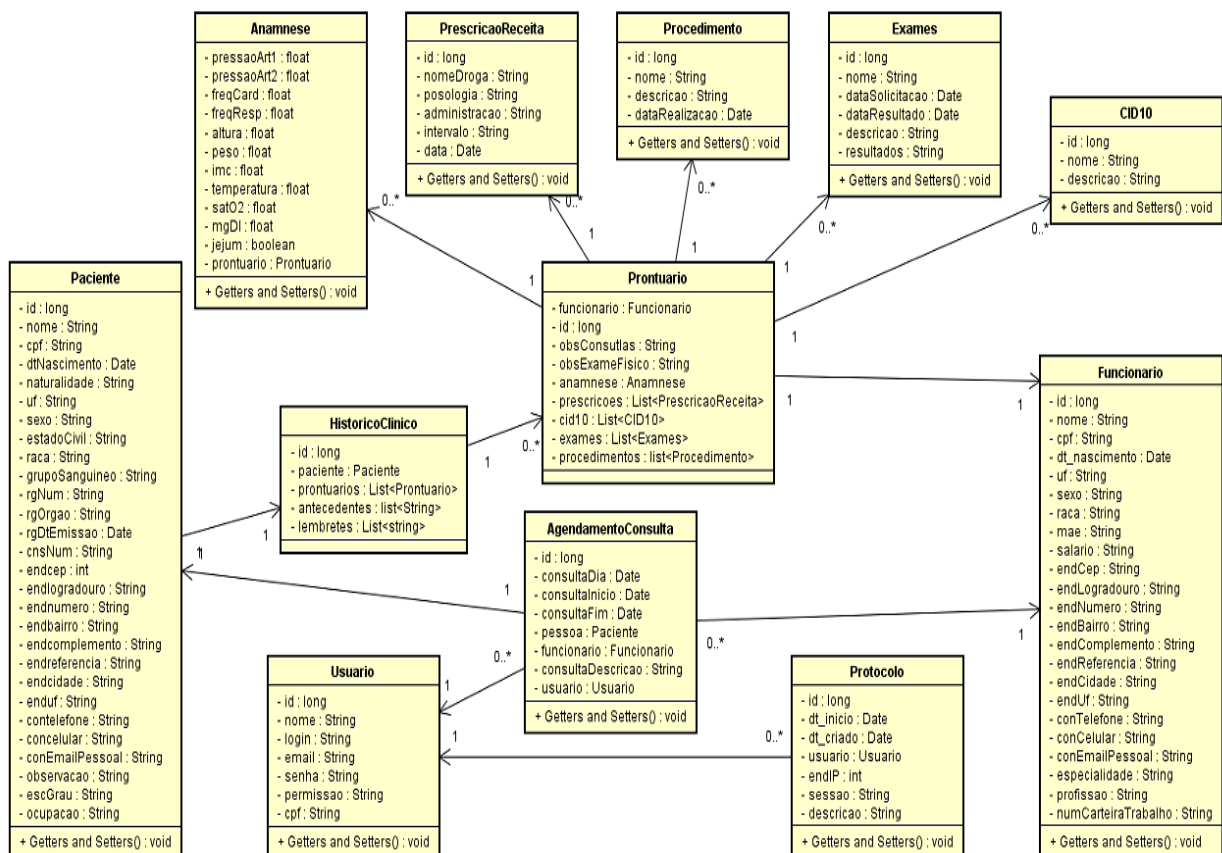 Anamnese
- pressaoArt1 : float
- pressaoArt2 : float
- freqCard : float
- freqResp : float
- altura : float
- peso : float
- imc : float
- temperatura : float
- satO2 : float
- mgDl : float
- jejum : boolean
- prontuario : Prontuario
+ Getters and Setters() : void
PrescricaoReceita
- id : long
- nomeDroga : String
- posologia : String
- administracao : String
- intervalo : String
- data : Date
+ Getters and Setters() : void
Procedimento
- id : long
- nome : String
- descricao : String
- dataRealizacao : Date
+ Getters and Setters() : void
Exames
- id : long
- nome : String
- dataSolicitacao : Date
- dataResultado : Date
- descricao : String
- resultados : String
+ Getters and Setters() : void
CID10
- id : long
- nome : String
- descricao : String
+ Getters and Setters() : void
0..*
0..*
0..*
0..*
0..*
1
1
1
1
1
Paciente
- id : long
- nome : String
- cpf : String
- dtNascimento : Date
- naturalidade : String
- uf : String
- sexo : String
- estadoCivil : String
- raca : String
- grupoSanguineo : String
- rgNum : String
- rgOrgao : String
- rgDtEmissao : Date
- cnsNum : String
- endcep : int
- endlogradouro : String
- endnumero : String
- endbairro : String
- endcomplemento : String
- endreferencia : String
- endcidade : String
- enduf : String
- contelefone : String
- concelular : String
- conEmailPessoal : String
- observacao : String
- escGrau : String
- ocupacao : String
+ Getters and Setters() : void
Prontuario
- funcionario : Funcionario
- id : long
- obsConsutlas : String
- obsExameFisico : String
- anamnese : Anamnese
- prescricoes : List<PrescricaoReceita>
- cid10 : List<CID10>
- exames : List<Exames>
- procedimentos : list<Procedimento>
1
1
HistoricoClinico
- id : long
- paciente : Paciente
- prontuarios : List<Prontuario>
- antecedentes : list<String>
- lembretes : List<string>
1
0..*
1
1
1
1
Funcionario
- id : long
- nome : String
- cpf : String
- dt_nascimento : Date
- uf : String
- sexo : String
- raca : String
- mae : String
- salario : String
- endCep : String
- endLogradouro : String
- endNumero : String
- endBairro : String
- endComplemento : String
- endReferencia : String
- endCidade : String
- endUf : String
- conTelefone : String
- conCelular : String
- conEmailPessoal : String
- especialidade : String
- profissao : String
- numCarteiraTrabalho : String
+ Getters and Setters() : void
AgendamentoConsulta
- id : long
- consultaDia : Date
- consultaInicio : Date
- consultaFim : Date
- pessoa : Paciente
- funcionario : Funcionario
- consultaDescricao : String
- usuario : Usuario
+ Getters and Setters() : void
0..*
1
0..*
1
Usuario
- id : long
- nome : String
- login : String
- email : String
- senha : String
- permissao : String
- cpf : String
+ Getters and Setters() : void
1
0..*
Protocolo
- id : long
- dt_inicio : Date
- dt_criado : Date
- usuario : Usuario
- endIP : int
- sessao : String
- descricao : String
+ Getters and Setters() : void